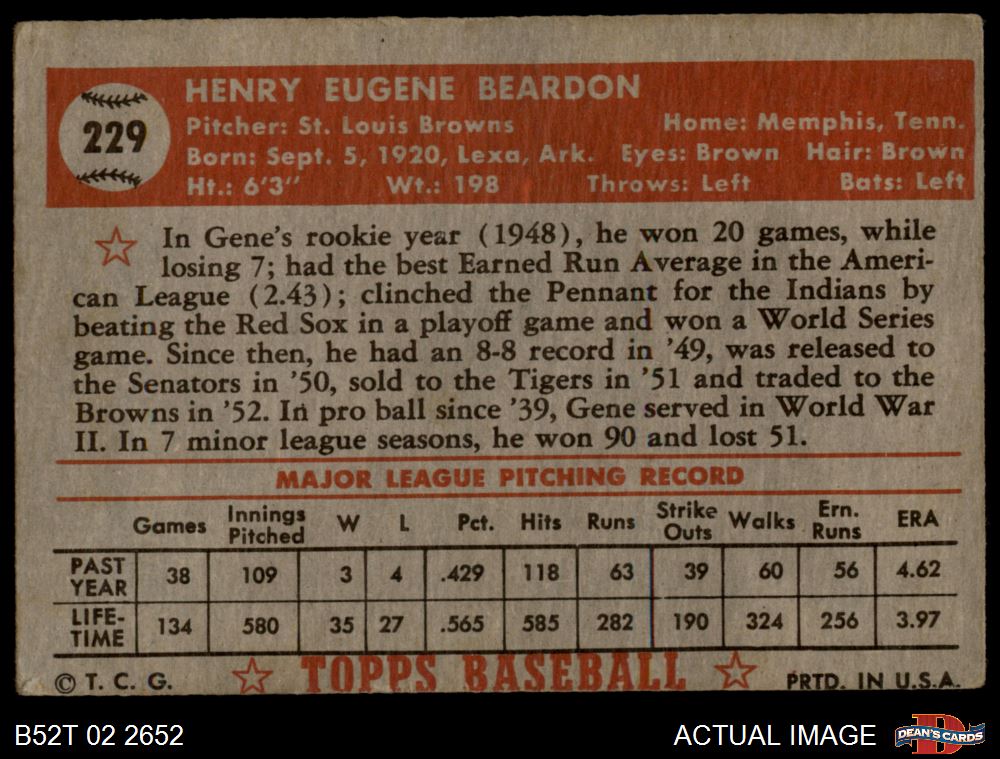 HENRY EUGENE BEARDON
229
Pitcher: St. Louis Browns Home: Memphis, Tenn.
Born: Sept. 5, 1920, Lexa, Ark. Eyes: Brown Hair: Brown
Ht.: 6'3" Wt.: 198 Throws: Left Bats: Left
In Gene's rookie year (1948), he won 20 games, while
losing 7; had the best Earned Run Average in the Ameri-
can League (2.43); clinched the Pennant for the Indians by
beating the Red Sox in a playoff game and won a World Series
game. Since then, he had an 8-8 record in '49, was released to
the Senators in '50, sold to the Tigers in '51 and traded to the
Browns in '52. In pro ball since '39, Gene served in World War
II. In 7 minor league seasons, he won 90 and lost 51.
MAJOR LEAGUE PITCHING RECORD
Games Innings Pitched W L Pct. Hits Runs Strike Outs Walks Ern. Runs ERA
PAST YEAR 38 109 3 4 .429 118 63 39 60 56 4.62
LIFE-TIME 134 580 35 27 .565 585 282 190 324 256 3.97
© T. C. G. TOPPS BASEBALL PRTD. IN U.S.A.
B52T 02 2652 ACTUAL IMAGE DEAN'S CARDS